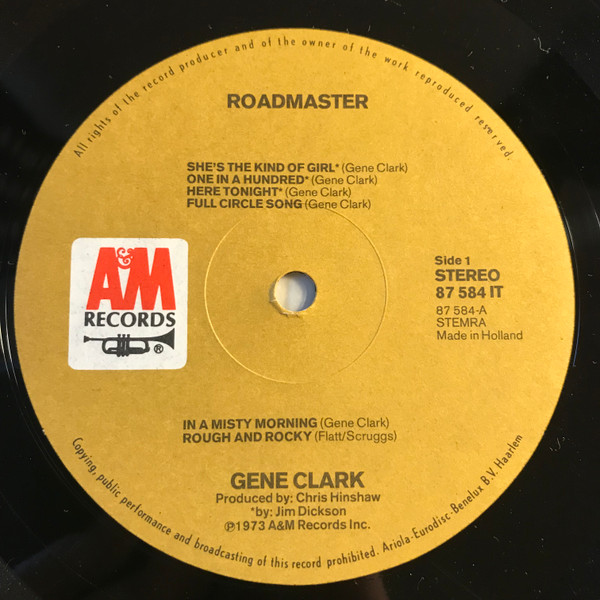 All rights of the record producer and of the owner of the work reproduced reserved.
ROADMASTER
SHE'S THE KIND OF GIRL* (Gene Clark)
ONE IN A HUNDRED* (Gene Clark)
HERE TONIGHT* (Gene Clark)
FULL CIRCLE SONG (Gene Clark)
A&M
RECORDS
®
Side 1
STEREO
87 584 IT
87 584-A
STEMRA
Made in Holland
IN A MISTY MORNING (Gene Clark)
ROUGH AND ROCKY (Flatt/Scruggs)
GENE CLARK
Produced by: Chris Hinshaw
*by: Jim Dickson
℗1973 A&M Records Inc.
Copying, public performance and broadcasting of this record prohibited. Ariola-Eurodisc-Benelux B.V. Haarlem